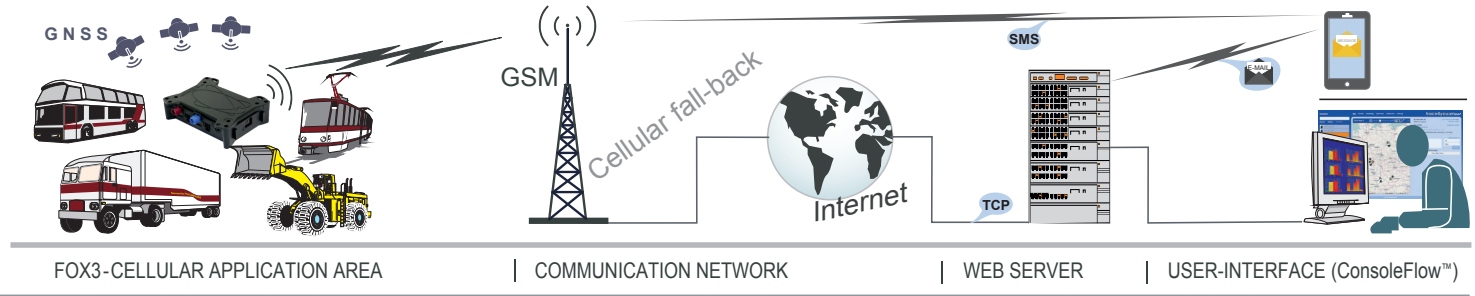 GNSS
GSM
Cellular fall-back
Internet
SMS
TCP
E-MAIL
MESSAGE
FOX3-CELLULAR APPLICATION AREA
COMMUNICATION NETWORK
WEB SERVER
USER-INTERFACE (ConsoleFlow™)